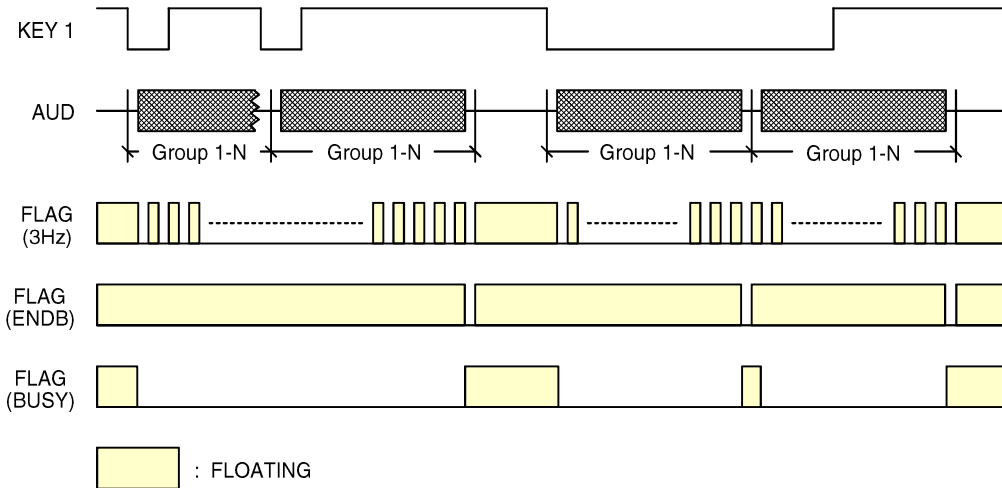 KEY 1
AUD
Group 1-N Group 1-N Group 1-N Group 1-N
FLAG
(3Hz)
FLAG
(ENDB)
FLAG
(BUSY)
: FLOATING